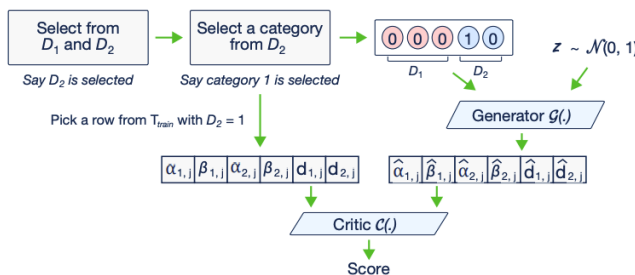 Select from
D₁ and D₂
Select a category
from D₂
0 0 0 1 0
D₁ D₂
z ~ 𝒩(0, 1)
Say D₂ is selected
Say category 1 is selected
Pick a row from T_train with D₂ = 1
Generator 𝒢(.)
α₁,ⱼ β₁,ⱼ α₂,ⱼ β₂,ⱼ d₁,ⱼ d₂,ⱼ
α̂₁,ⱼ β̂₁,ⱼ α̂₂,ⱼ β̂₂,ⱼ d̂₁,ⱼ d̂₂,ⱼ
Critic 𝒞(.)
Score